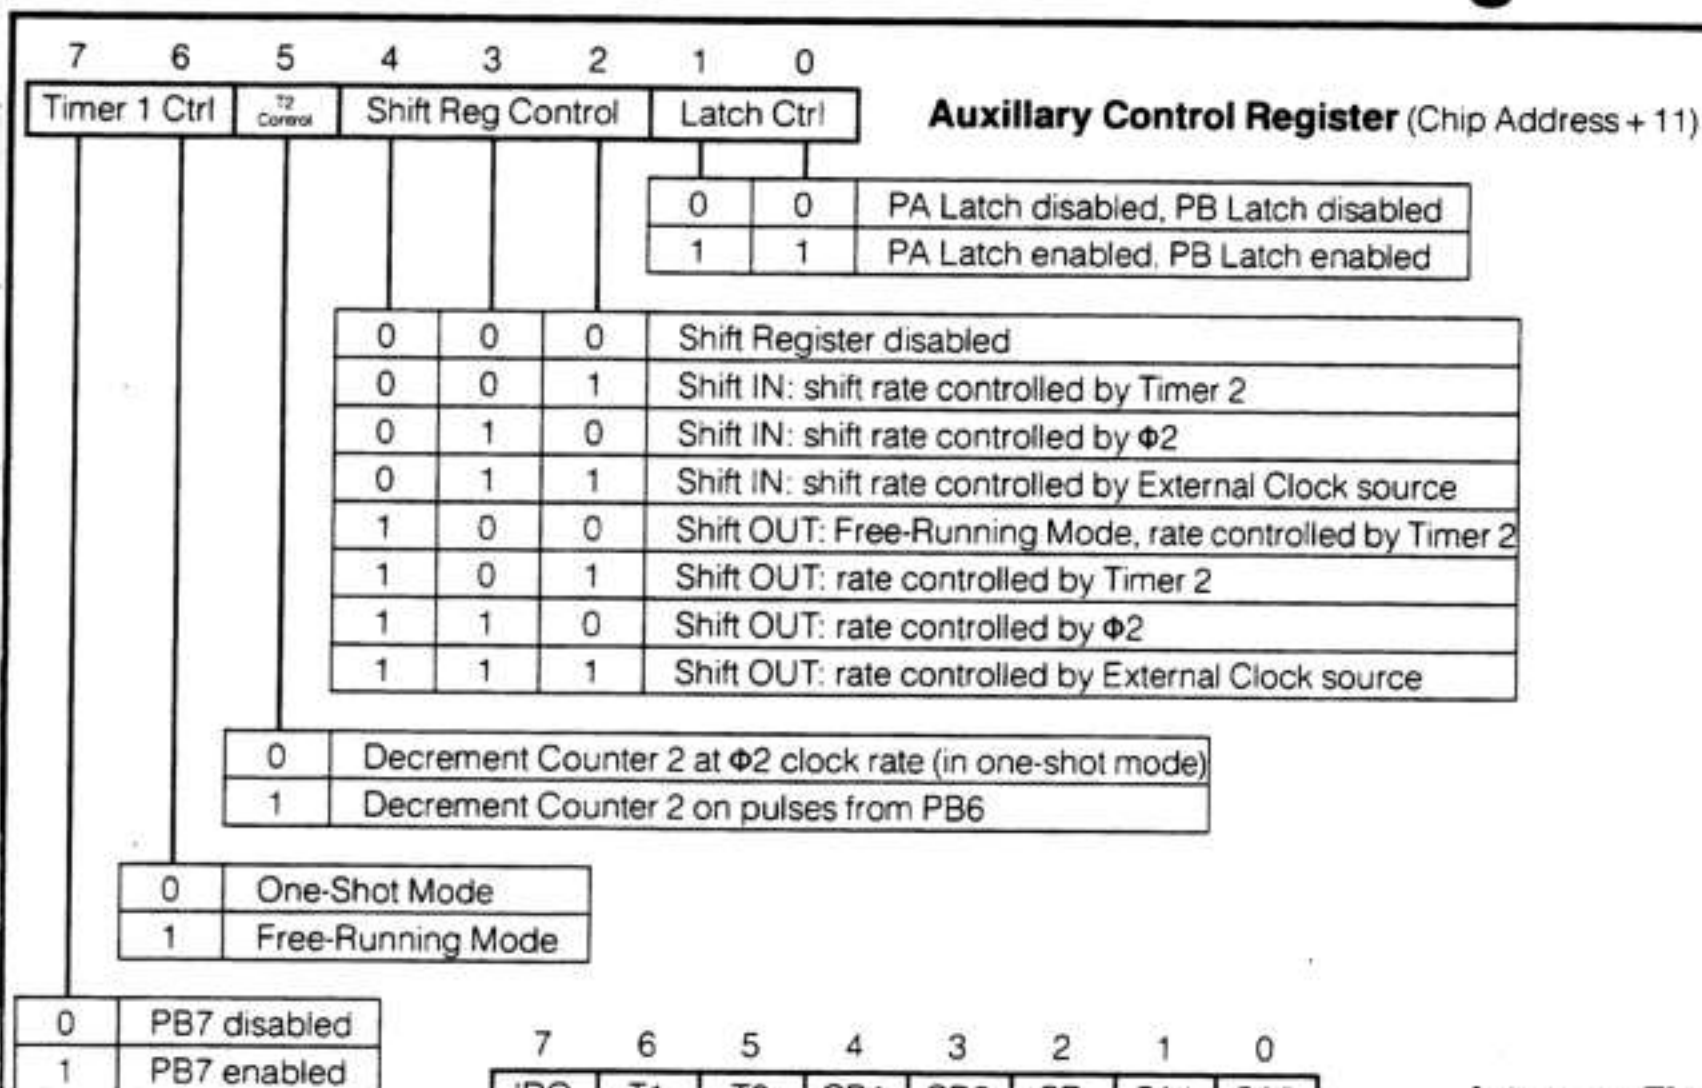 7 6 5 4 3 2 1 0
Timer 1 Ctrl T2 Control Shift Reg Control Latch Ctrl Auxillary Control Register (Chip Address + 11)
0 0 PA Latch disabled, PB Latch disabled
1 1 PA Latch enabled, PB Latch enabled
0 0 0 Shift Register disabled
0 0 1 Shift IN: shift rate controlled by Timer 2
0 1 0 Shift IN: shift rate controlled by Φ2
0 1 1 Shift IN: shift rate controlled by External Clock source
1 0 0 Shift OUT: Free-Running Mode, rate controlled by Timer 2
1 0 1 Shift OUT: rate controlled by Timer 2
1 1 0 Shift OUT: rate controlled by Φ2
1 1 1 Shift OUT: rate controlled by External Clock source
0 Decrement Counter 2 at Φ2 clock rate (in one-shot mode)
1 Decrement Counter 2 on pulses from PB6
0 One-Shot Mode
1 Free-Running Mode
0 PB7 disabled
1 PB7 enabled
7 6 5 4 3 2 1 0